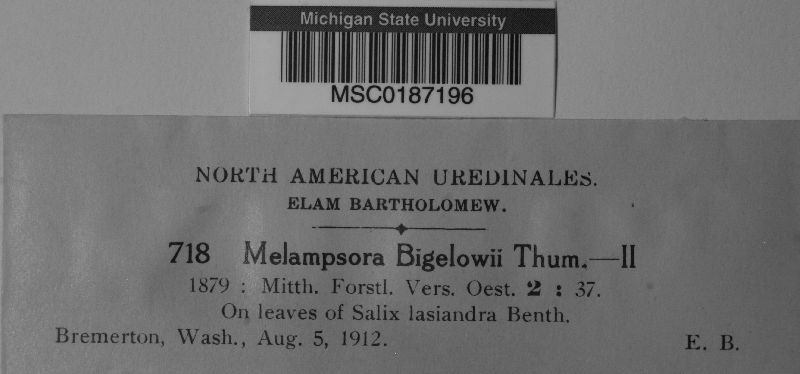 Michigan State University
MSC0187196
NORTH AMERICAN UREDINALES.
ELAM BARTHOLOMEW.
718 Melampsora Bigelowii Thum.—II
1879 : Mitth. Forstl. Vers. Oest. 2 : 37.
On leaves of Salix lasiandra Benth.
Bremerton, Wash., Aug. 5, 1912. E. B.